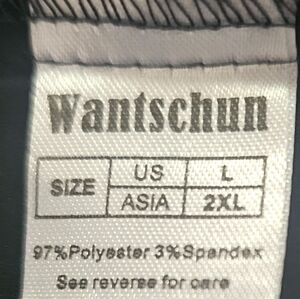 Wantschun
SIZE US L
ASIA 2XL
97%Polyester 3%Spandex
See reverse for care